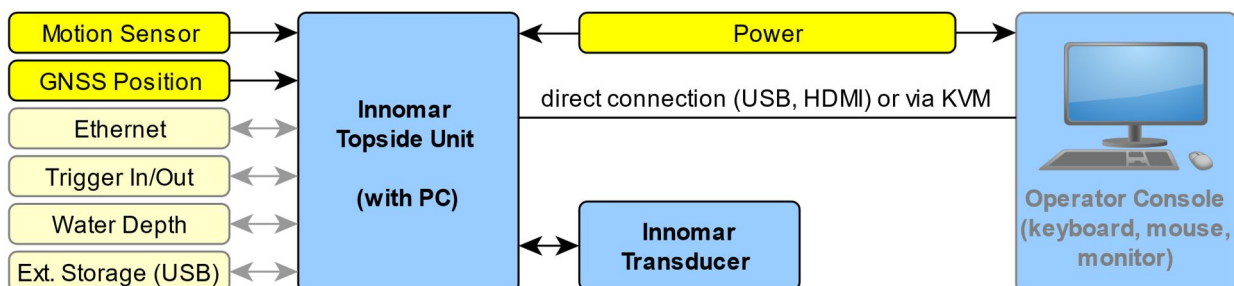 Motion Sensor
GNSS Position
Ethernet
Trigger In/Out
Water Depth
Ext. Storage (USB)
Innomar
Topside Unit
(with PC)
Power
direct connection (USB, HDMI) or via KVM
Innomar
Transducer
Operator Console
(keyboard, mouse,
monitor)